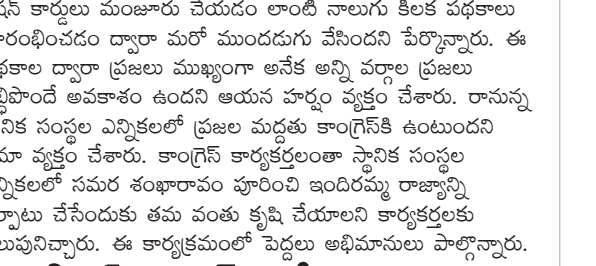 షన్ కార్డులు మంజూరు చేయడం లాంటి నాలుగు కీలక పథకాలు
రంభించడం ద్వారా మరో ముందడుగు వేసిందని పేర్కొన్నారు. ఈ
థకాల ద్వారా ప్రజలు ముఖ్యంగా అనేక అన్ని వర్గాల ప్రజలు
బ్ధిపొందే అవకాశం ఉందని ఆయన హర్షం వ్యక్తం చేశారు. రానున్న
నిక సంస్థల ఎన్నికలలో ప్రజల మద్దతు కాంగ్రెస్‌కి ఉంటుందని
మా వ్యక్తం చేశారు. కాంగ్రెస్ కార్యకర్తలంతా స్థానిక సంస్థల
న్నికలలో సమర శంఖారావం పూరించి ఇందిరమ్మ రాజ్యాన్ని
ర్పాటు చేసేందుకు తమ వంతు కృషి చేయాలని కార్యకర్తలకు
లుపునిచ్చారు. ఈ కార్యక్రమంలో పెద్దలు అభిమానులు పాల్గొన్నారు.